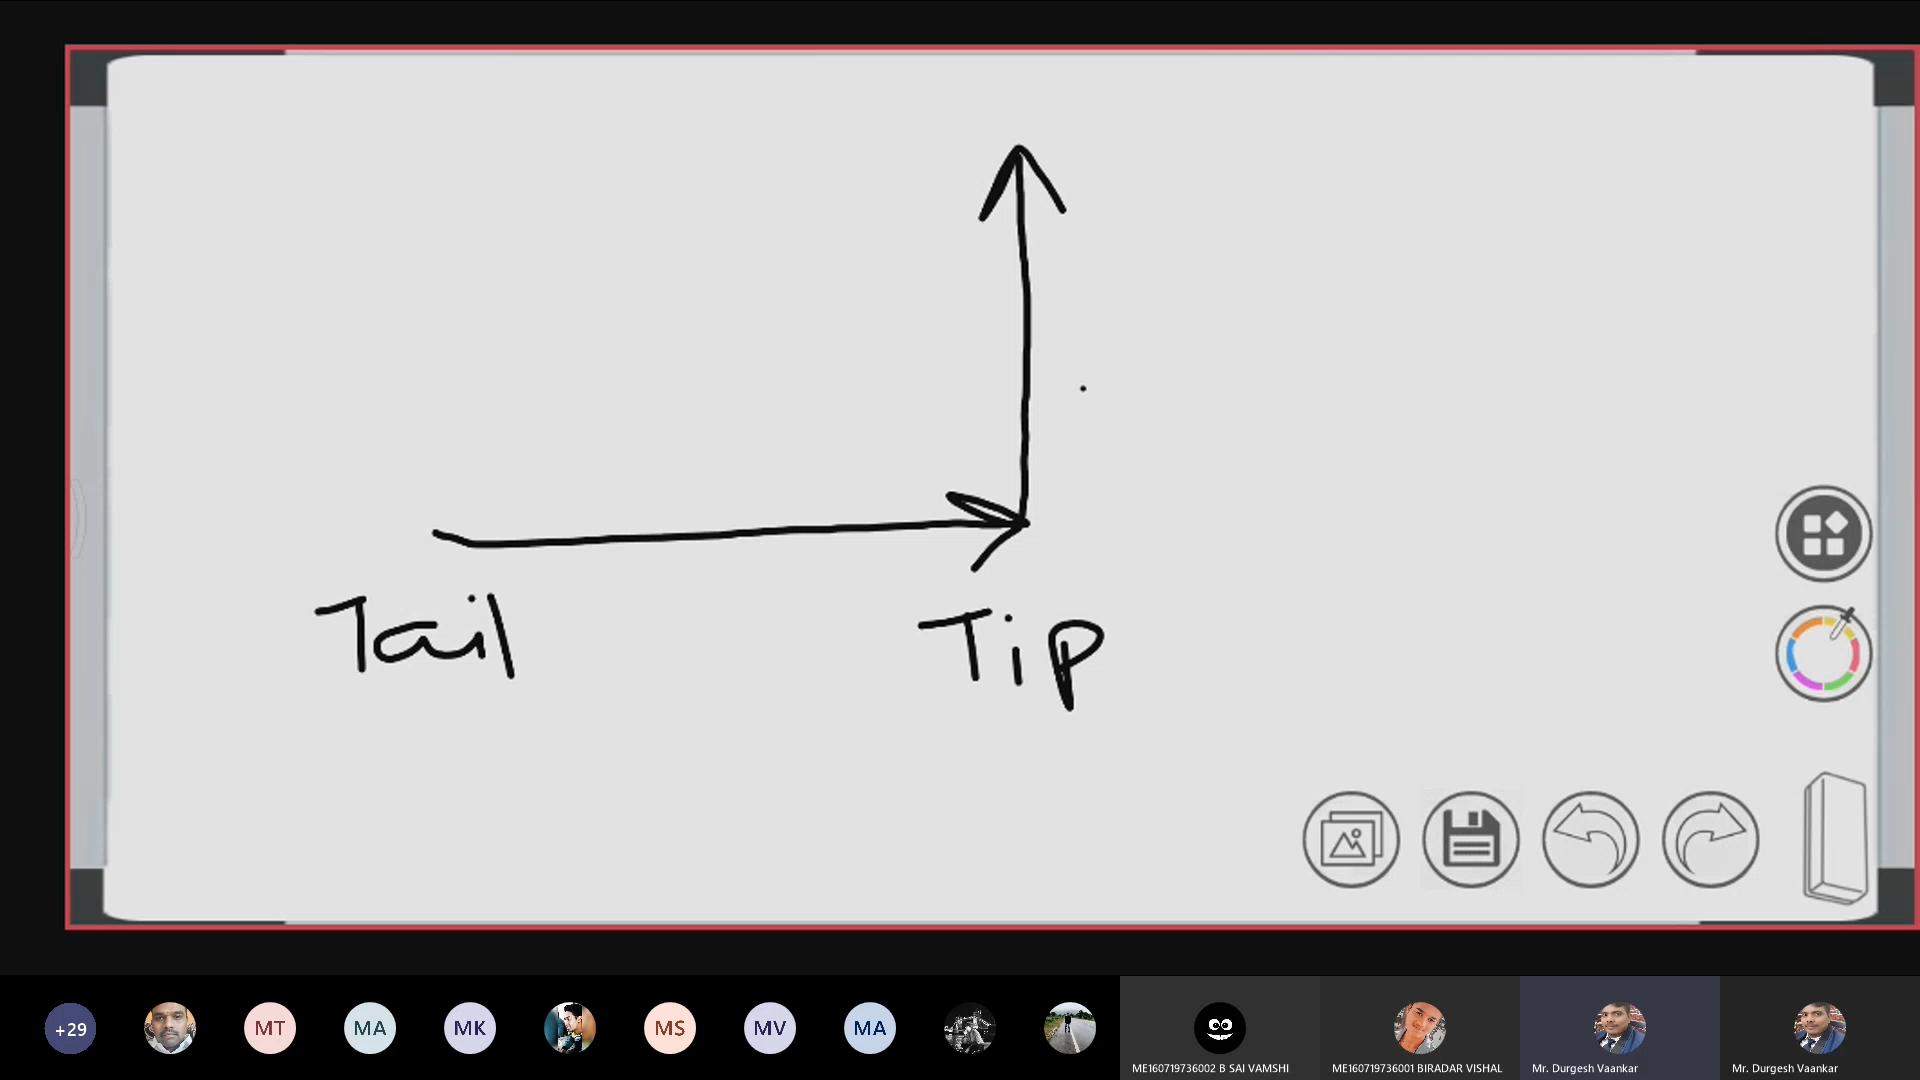 Tail Tip
+29 MT MA MK MS MV MA
ME160719736002 B SAI VAMSHI ME160719736001 BIRADAR VISHAL Mr. Durgesh Vaankar Mr. Durgesh Vaankar